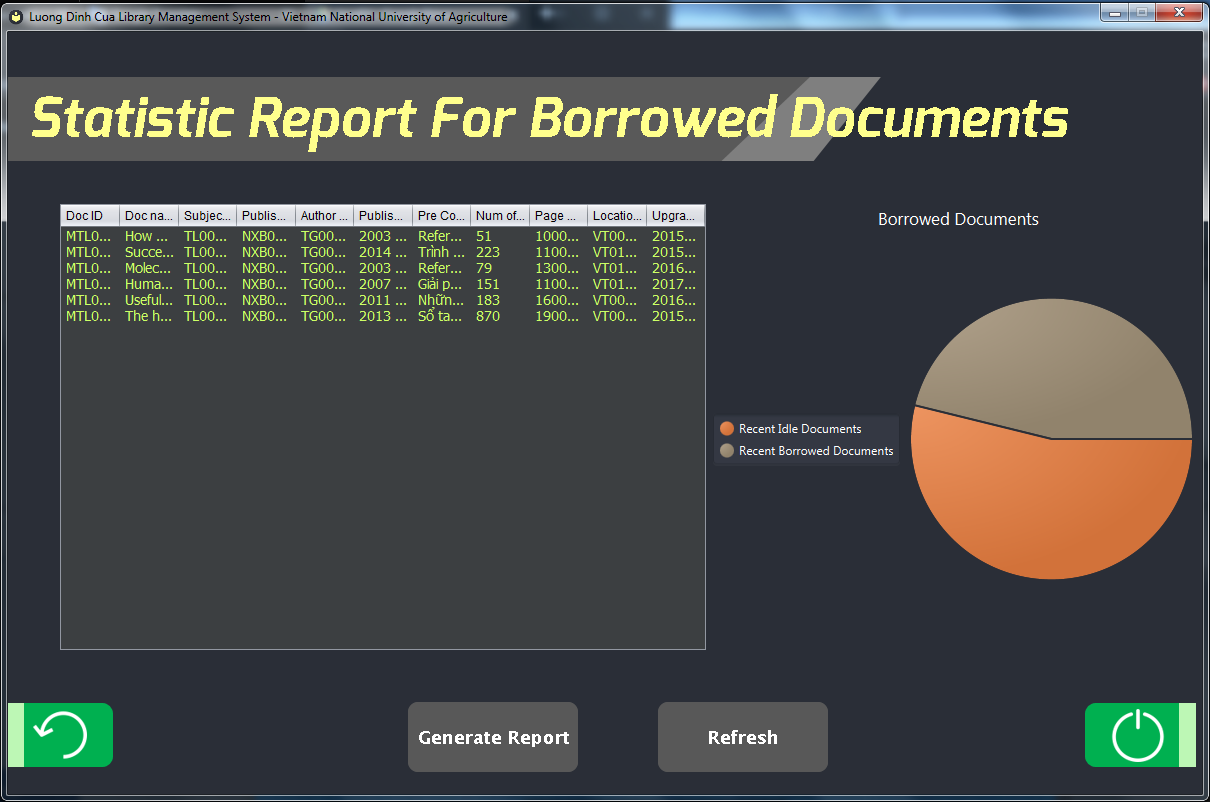 Luong Dinh Cua Library Management System - Vietnam National University of Agriculture
Statistic Report For Borrowed Documents
Doc ID Doc na... Subjec... Publis... Author ... Publis... Pre Co... Num of... Page ... Locatio... Upgra...
MTL0... How ... TL00... NXB0... TG00... 2003 ... Refer... 51 1000... VT00... 2015...
MTL0... Succe... TL00... NXB0... TG00... 2014 ... Trình ... 223 1100... VT01... 2015...
MTL0... Molec... TL00... NXB0... TG00... 2003 ... Refer... 79 1300... VT01... 2016...
MTL0... Huma... TL00... NXB0... TG00... 2007 ... Giải p... 151 1100... VT01... 2017...
MTL0... Useful... TL00... NXB0... TG00... 2011 ... Nhữn... 183 1600... VT00... 2016...
MTL0... The h... TL00... NXB0... TG00... 2013 ... Sổ ta... 870 1900... VT00... 2015...
Borrowed Documents
Recent Idle Documents
Recent Borrowed Documents
Generate Report
Refresh